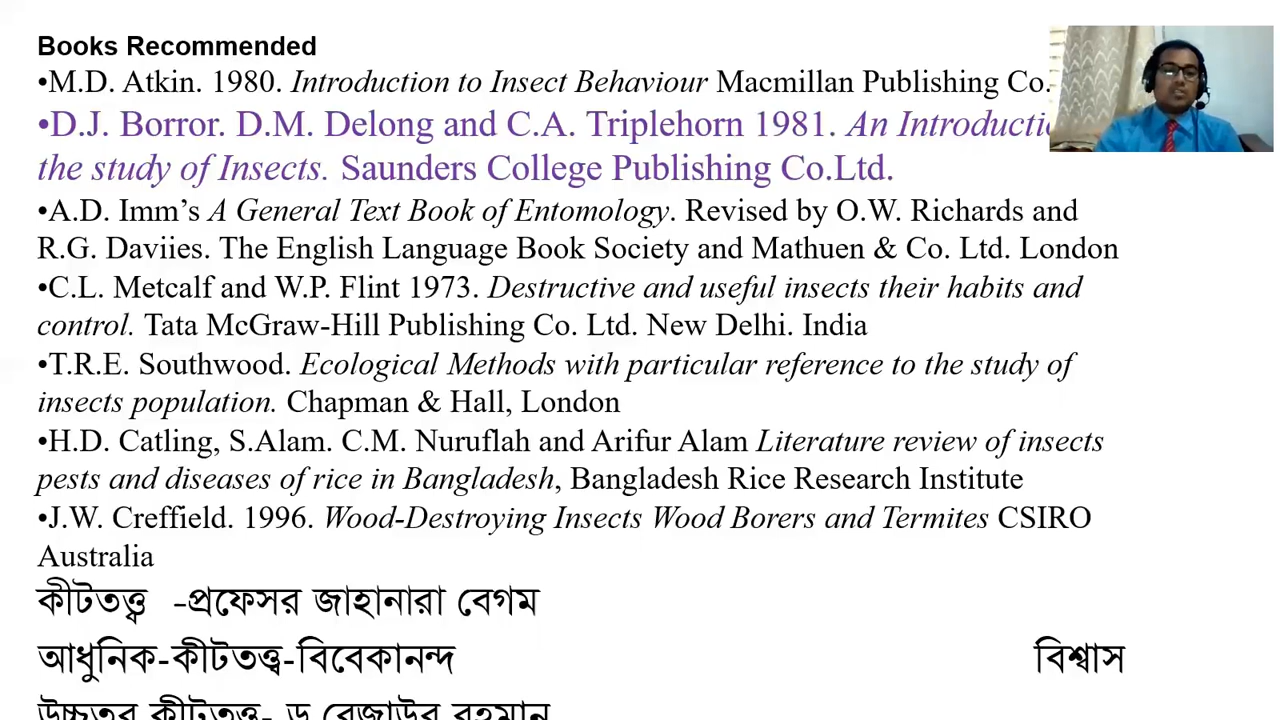 Books Recommended
•M.D. Atkin. 1980. Introduction to Insect Behaviour Macmillan Publishing Co.
•D.J. Borror. D.M. Delong and C.A. Triplehorn 1981. An
the study of Insects. Saunders College Publishing Co.Ltd.
•A.D. Imm’s A General Text Book of Entomology. Revised by O.W. Richards and
R.G. Daviies. The English Language Book Society and Mathuen & Co. Ltd. London
•C.L. Metcalf and W.P. Flint 1973. Destructive and useful insects their habits and
control. Tata McGraw-Hill Publishing Co. Ltd. New Delhi. India
•T.R.E. Southwood. Ecological Methods with particular reference to the study of
insects population. Chapman & Hall, London
•H.D. Catling, S.Alam. C.M. Nuruflah and Arifur Alam Literature review of insects
pests and diseases of rice in Bangladesh, Bangladesh Rice Research Institute
•J.W. Creffield. 1996. Wood-Destroying Insects Wood Borers and Termites CSIRO
Australia
কীটতত্ত্ব -প্রফেসর জাহানারা বেগম
আধুনিক-কীটতত্ত্ব-বিবেকানন্দ বিশ্বাস
উচ্চতর কীটতত্ত্ব- ড রেজাউর রহমান